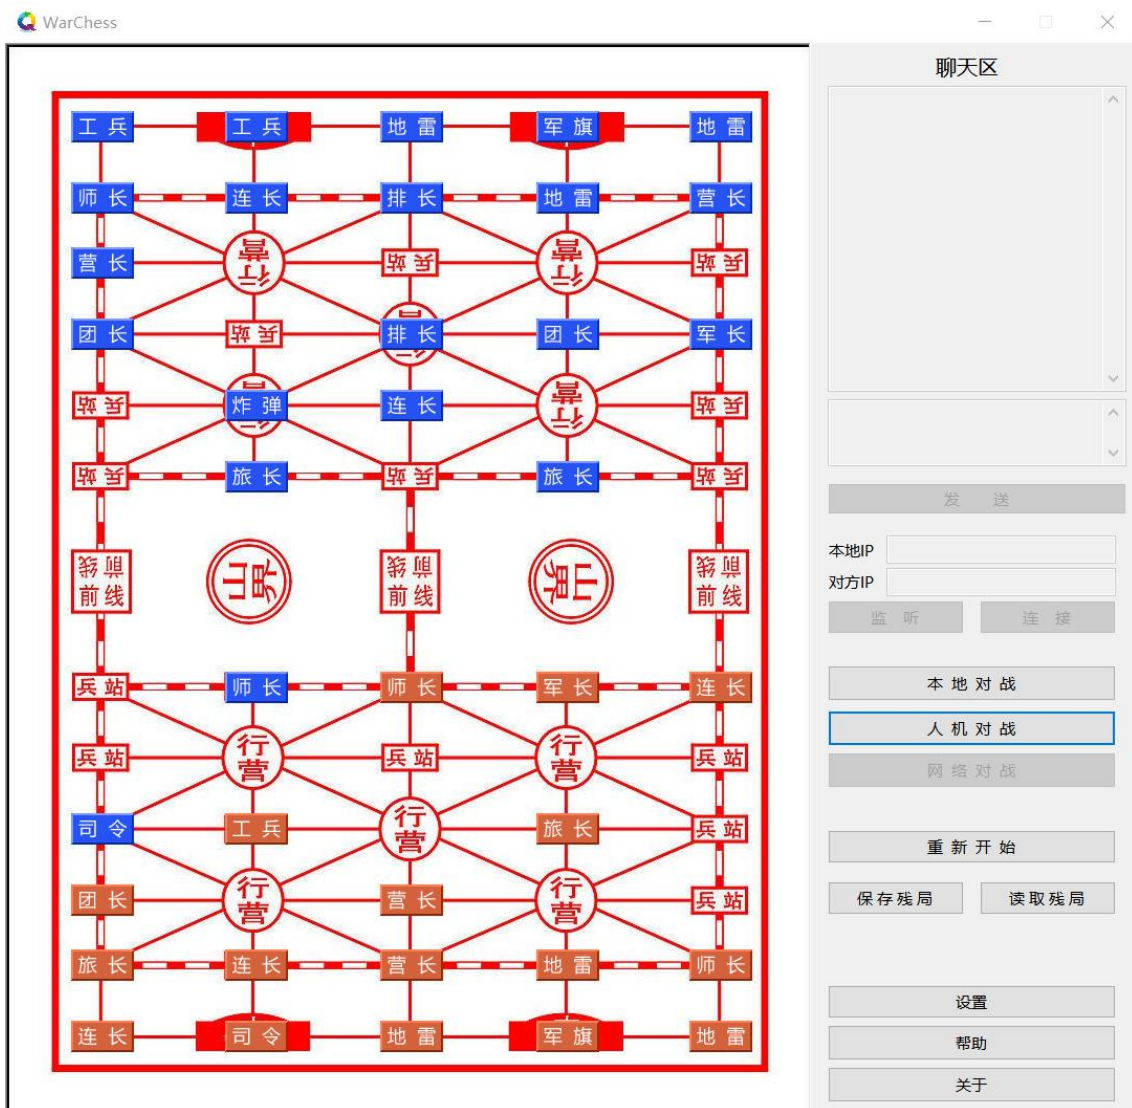 WarChess
聊天区
工兵 工兵 地雷 军旗 地雷
师长 连长 排长 地雷 营长
营长 行营 兵站 行营 兵站
团长 兵站 排长 团长 军长
兵站 炸弹 连长 行营 兵站
兵站 旅长 兵站 旅长 兵站
前线 前线 前线
前线 山界 前线 山界 前线
兵站 师长 师长 军长 连长
兵站 行营 兵站 行营 兵站
司令 工兵 行营 旅长 兵站
团长 行营 营长 行营 兵站
旅长 连长 营长 地雷 师长
连长 司令 地雷 军旗 地雷
发 送
本地IP
对方IP
监 听 连 接
本 地 对 战
人 机 对 战
网 络 对 战
重 新 开 始
保存残局 读取残局
设置
帮助
关于